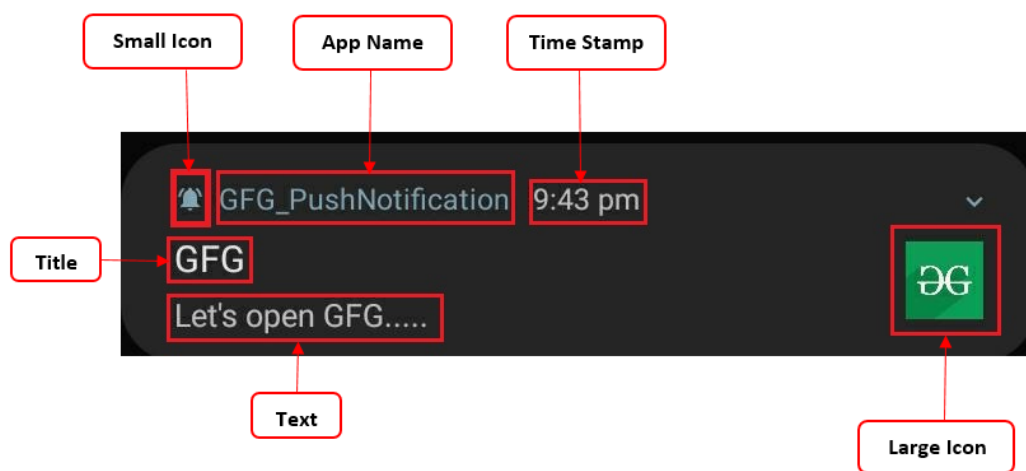 Small Icon
App Name
Time Stamp
GFG_PushNotification 9:43 pm
Title
GFG
Let's open GFG.....
Text
Large Icon